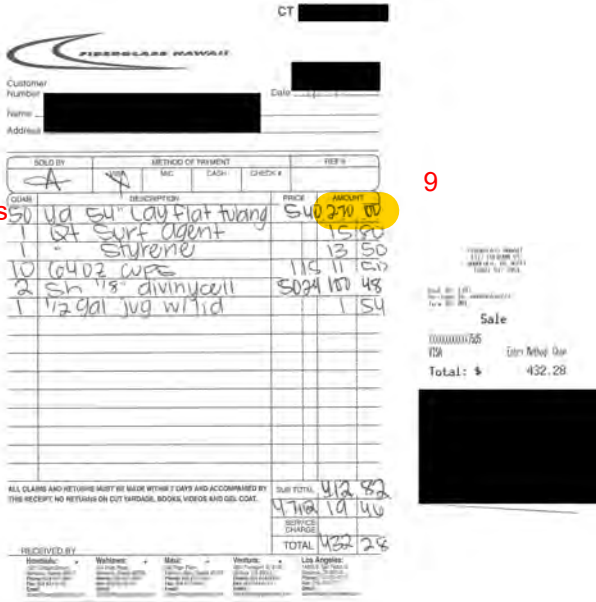 CT
FIBERGLASS HAWAII
Customer
Number
Date
Name
Address
SOLD BY METHOD OF PAYMENT REF #
A VISA M/C CASH CHECK #
QUAN DESCRIPTION PRICE AMOUNT
s 50 yd 54" Layflat tubing 540 270 00
1 Qt Surf agent 15 80
1 " Styrene 13 50
10 64oz cups 115 11 50
2 Sh 1/8" divinycell 5024 100 48
1 1/2 gal jug w/lid 1 54
9
Sale
VISA Entry Method:
Total: $ 432.28
ALL CLAIMS AND RETURNS MUST BE MADE WITHIN 7 DAYS AND ACCOMPANIED BY
THIS RECEIPT. NO RETURNS ON CUT YARDAGE, BOOKS, VIDEOS AND GEL COAT.
SUB TOTAL 412 82
4.712 19 46
SERVICE
CHARGE
TOTAL 432 28
RECEIVED BY
Honolulu: Wahiawa: Maui: Ventura: Los Angeles: